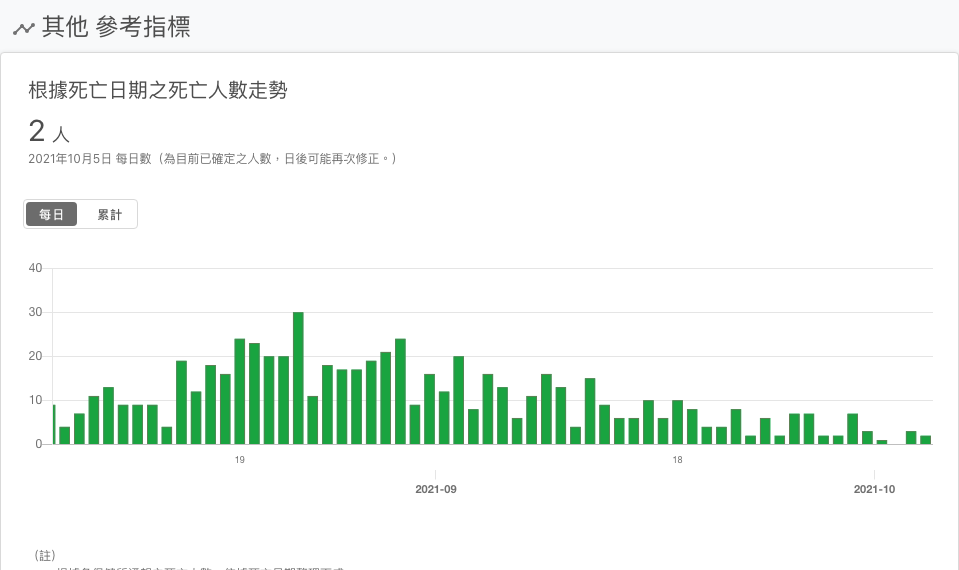 其他 參考指標
根據死亡日期之死亡人數走勢
2 人
2021年10月5日 每日數（為目前已確定之人數，日後可能再次修正。）
每日 累計
40
30
20
10
0
19 18
2021-09 2021-10
（註）